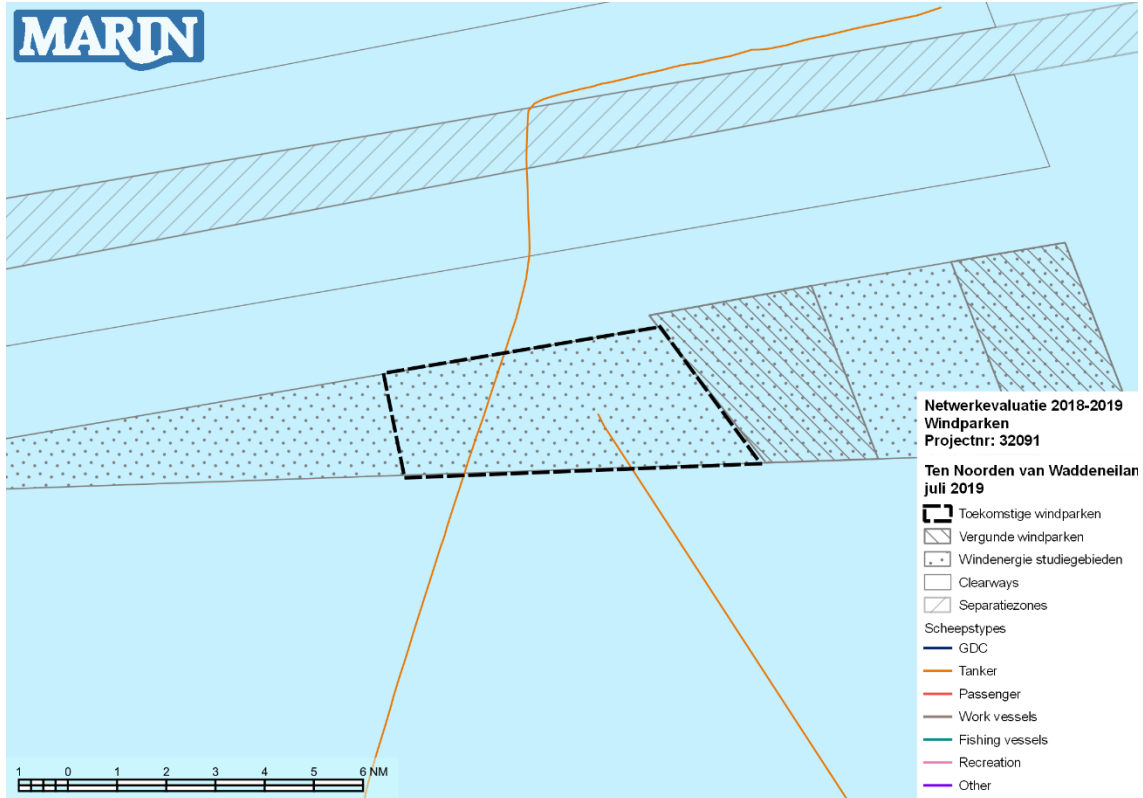 MARIN
Netwerkevaluatie 2018-2019
Windparken
Projectnr: 32091
Ten Noorden van Waddeneilan
juli 2019
Toekomstige windparken
Vergunde windparken
Windenergie studiegebieden
Clearways
Separatiezones
Scheepstypes
GDC
Tanker
Passenger
Work vessels
Fishing vessels
Recreation
Other
1 0 1 2 3 4 5 6 NM